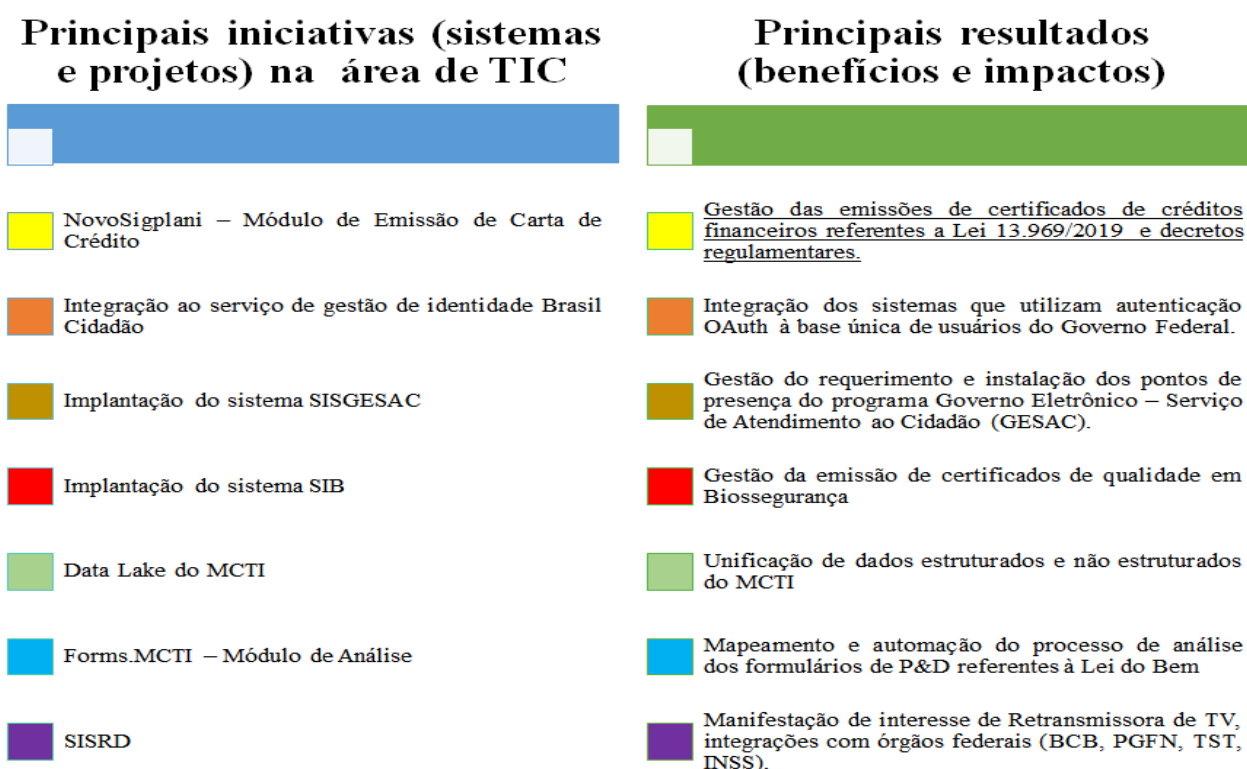 Principais iniciativas (sistemas
e projetos) na área de TIC
NovoSigplani – Módulo de Emissão de Carta de
Crédito
Integração ao serviço de gestão de identidade Brasil
Cidadão
Implantação do sistema SISGESAC
Implantação do sistema SIB
Data Lake do MCTI
Forms.MCTI – Módulo de Análise
SISRD
Principais resultados
(benefícios e impactos)
Gestão das emissões de certificados de créditos
financeiros referentes a Lei 13.969/2019 e decretos
regulamentares.
Integração dos sistemas que utilizam autenticação
OAuth à base única de usuários do Governo Federal.
Gestão do requerimento e instalação dos pontos de
presença do programa Governo Eletrônico – Serviço
de Atendimento ao Cidadão (GESAC).
Gestão da emissão de certificados de qualidade em
Biossegurança
Unificação de dados estruturados e não estruturados
do MCTI
Mapeamento e automação do processo de análise
dos formulários de P&D referentes à Lei do Bem
Manifestação de interesse de Retransmissora de TV,
integrações com órgãos federais (BCB, PGFN, TST,
INSS).